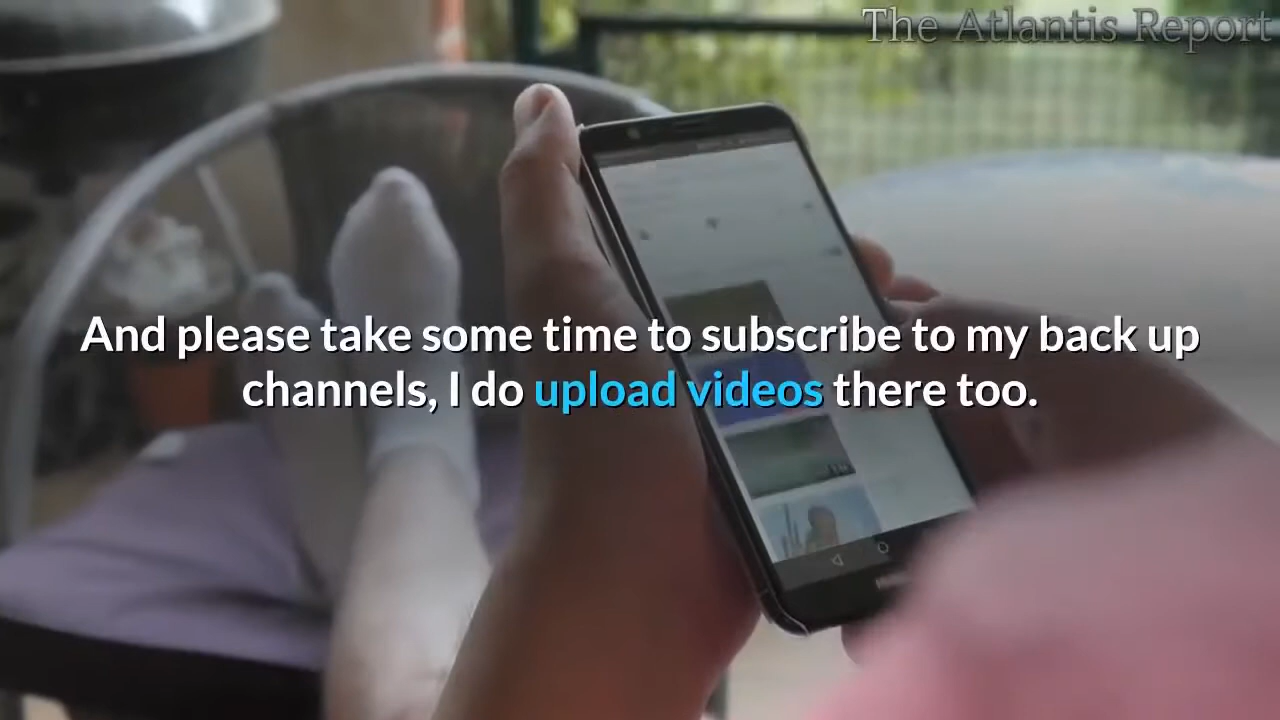 The Atlantis Report
And please take some time to subscribe to my back up
channels, I do upload videos there too.